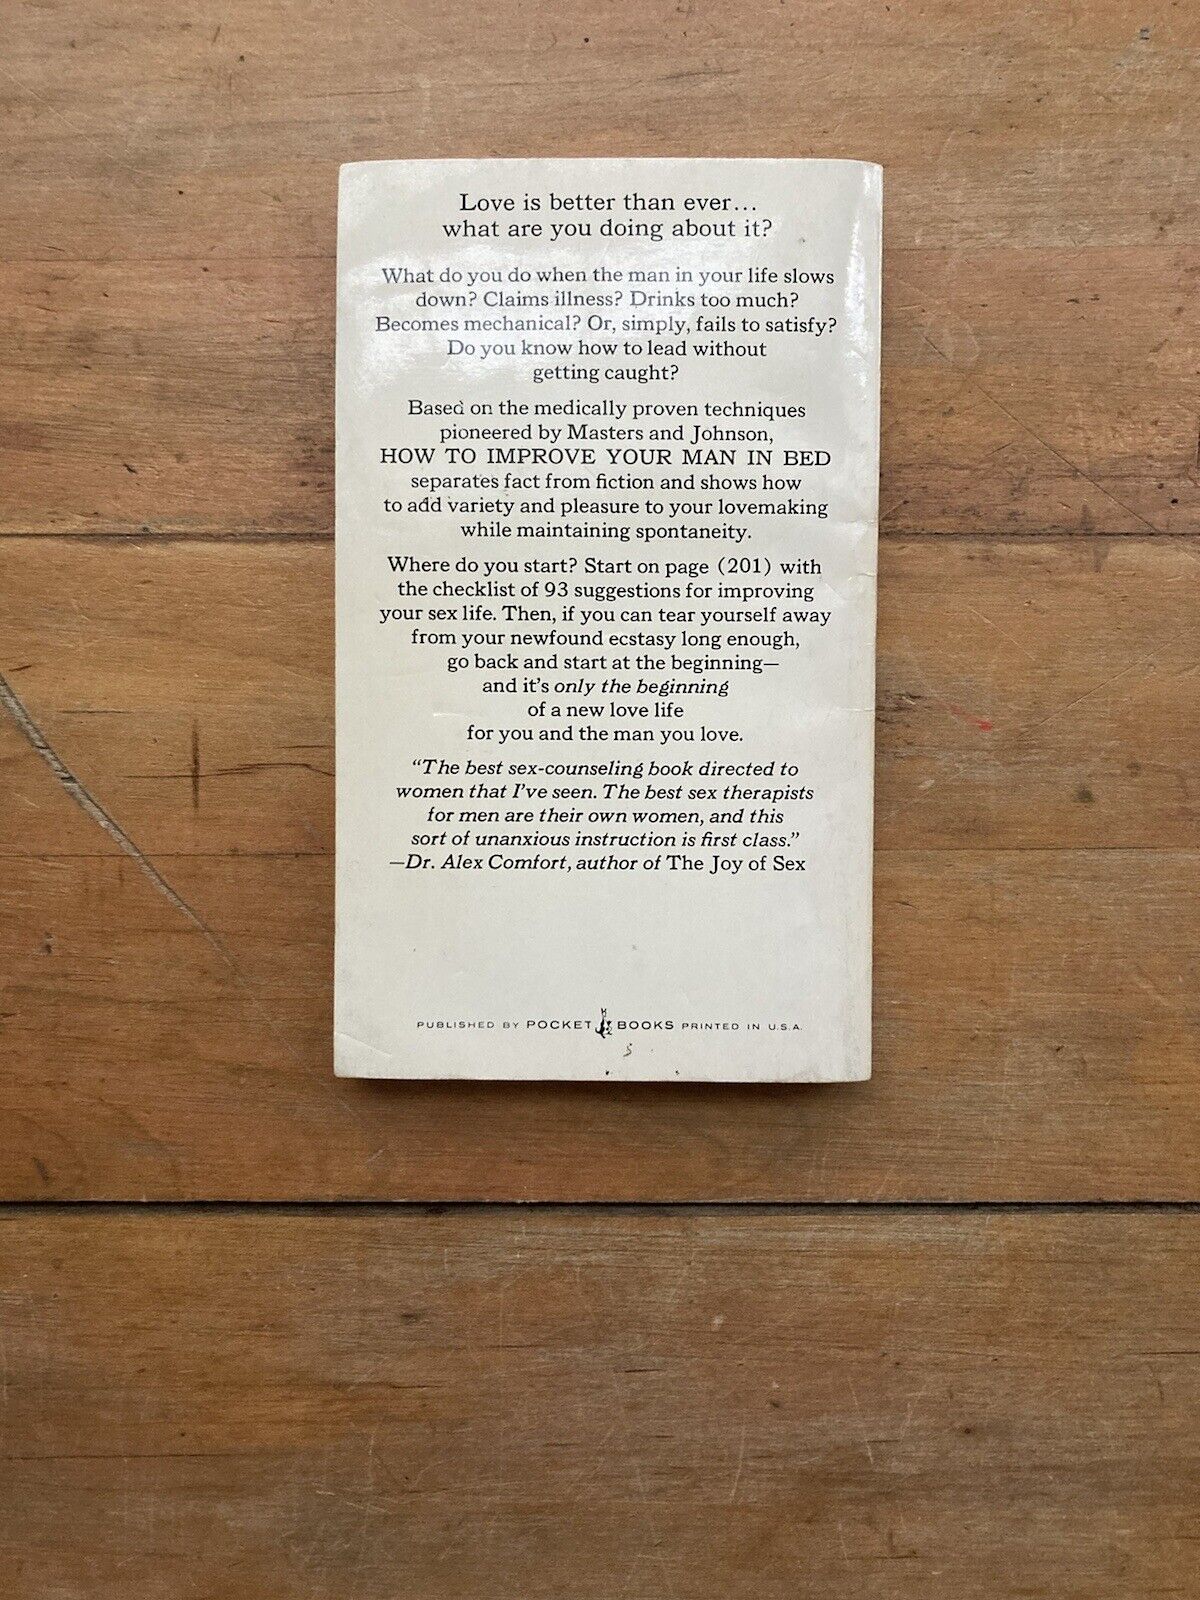 Love is better than ever...
what are you doing about it?
What do you do when the man in your life slows
down? Claims illness? Drinks too much?
Becomes mechanical? Or, simply, fails to satisfy?
Do you know how to lead without
getting caught?
Based on the medically proven techniques
pioneered by Masters and Johnson,
HOW TO IMPROVE YOUR MAN IN BED
separates fact from fiction and shows how
to add variety and pleasure to your lovemaking
while maintaining spontaneity.
Where do you start? Start on page (201) with
the checklist of 93 suggestions for improving
your sex life. Then, if you can tear yourself away
from your newfound ecstasy long enough,
go back and start at the beginning—
and it's only the beginning
of a new love life
for you and the man you love.
"The best sex-counseling book directed to
women that I've seen. The best sex therapists
for men are their own women, and this
sort of unanxious instruction is first class."
—Dr. Alex Comfort, author of The Joy of Sex
PUBLISHED BY POCKET BOOKS PRINTED IN U.S.A.